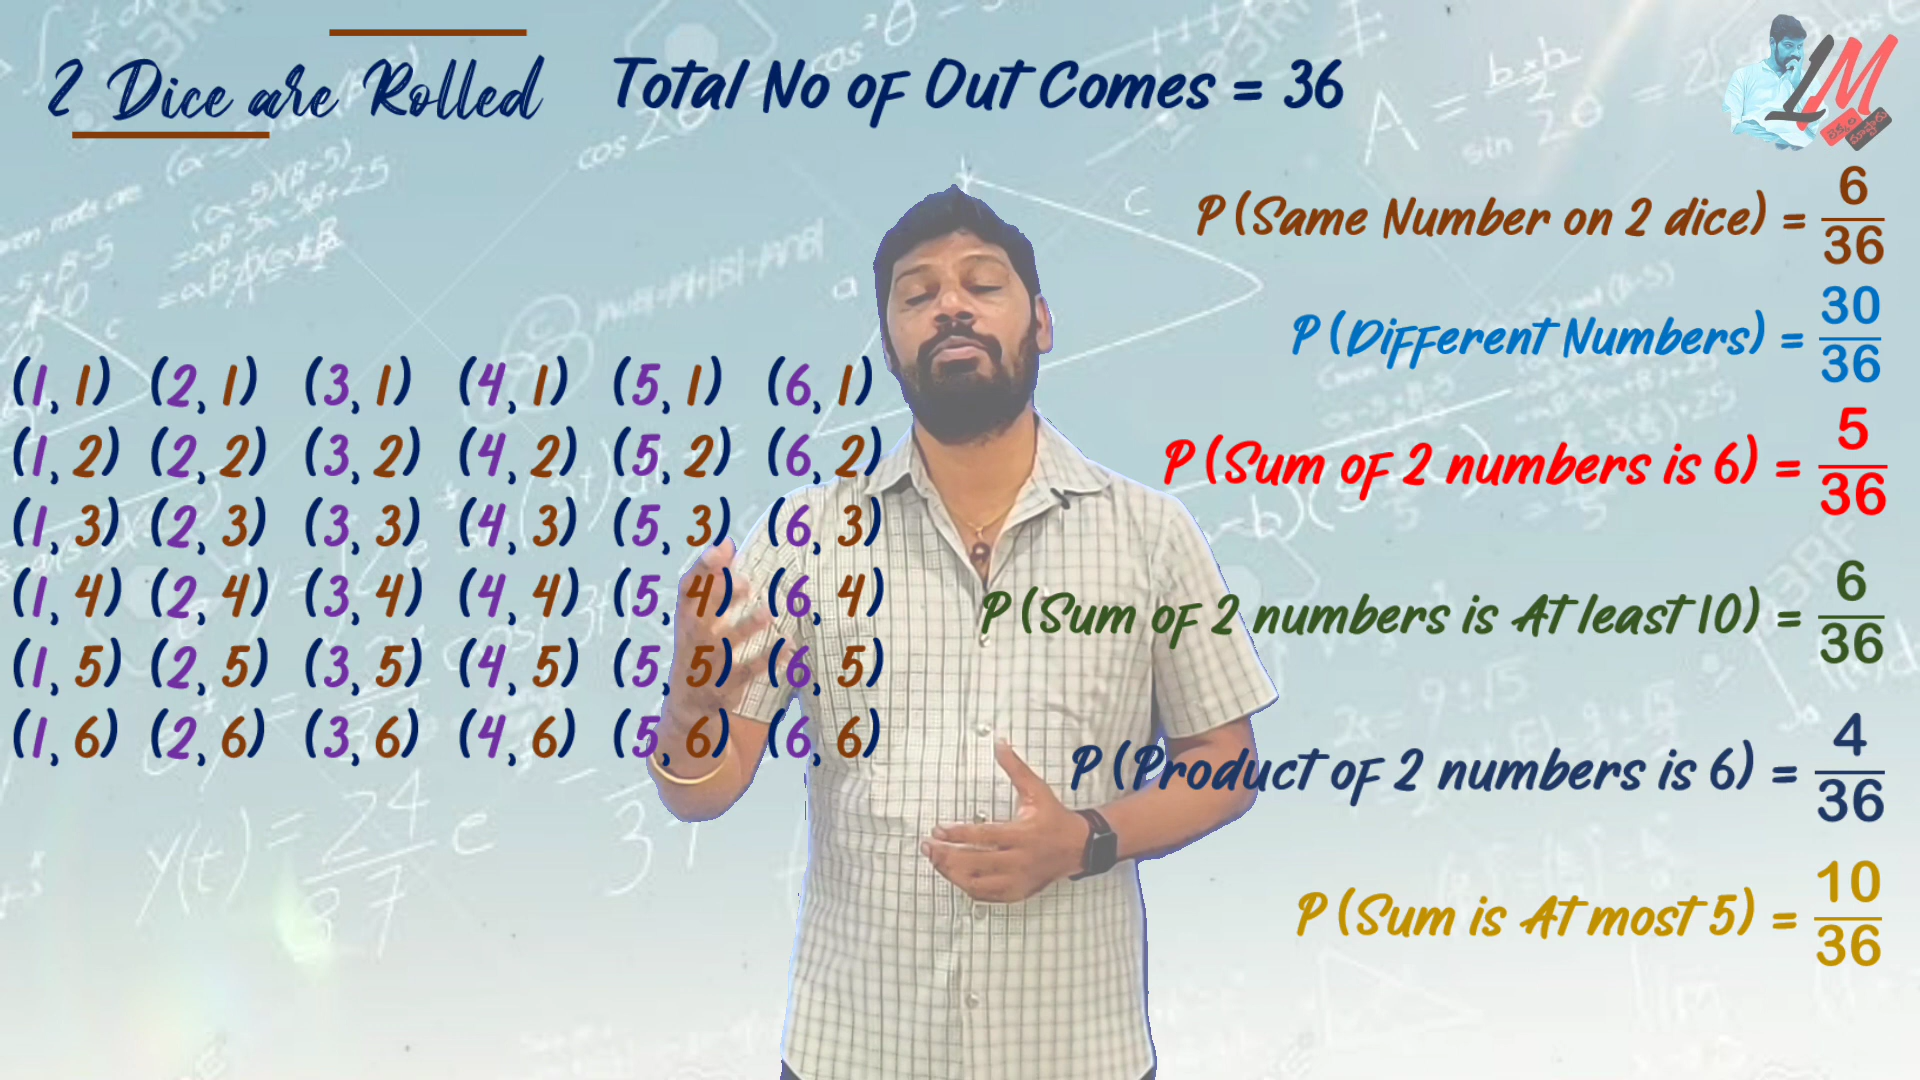 2 Dice are Rolled
Total No of Out Comes = 36
LM
(1, 1) (2, 1) (3, 1) (4, 1) (5, 1) (6, 1)
(1, 2) (2, 2) (3, 2) (4, 2) (5, 2) (6, 2)
(1, 3) (2, 3) (3, 3) (4, 3) (5, 3) (6, 3)
(1, 4) (2, 4) (3, 4) (4, 4) (5, 4) (6, 4)
(1, 5) (2, 5) (3, 5) (4, 5) (5, 5) (6, 5)
(1, 6) (2, 6) (3, 6) (4, 6) (5, 6) (6, 6)
P (Same Number on 2 dice) = 6/36
P (Different Numbers) = 30/36
P (Sum of 2 numbers is 6) = 5/36
P (Sum of 2 numbers is At least 10) = 6/36
P (Product of 2 numbers is 6) = 4/36
P (Sum is At most 5) = 10/36